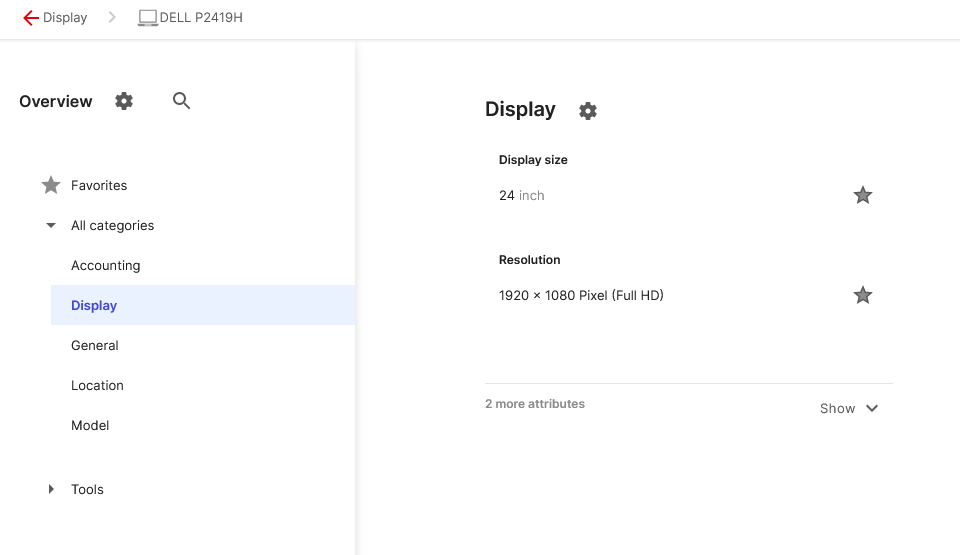 Display
DELL P2419H
Overview
Favorites
All categories
Accounting
Display
General
Location
Model
Tools
Display
Display size
24 inch
Resolution
1920 × 1080 Pixel (Full HD)
2 more attributes
Show